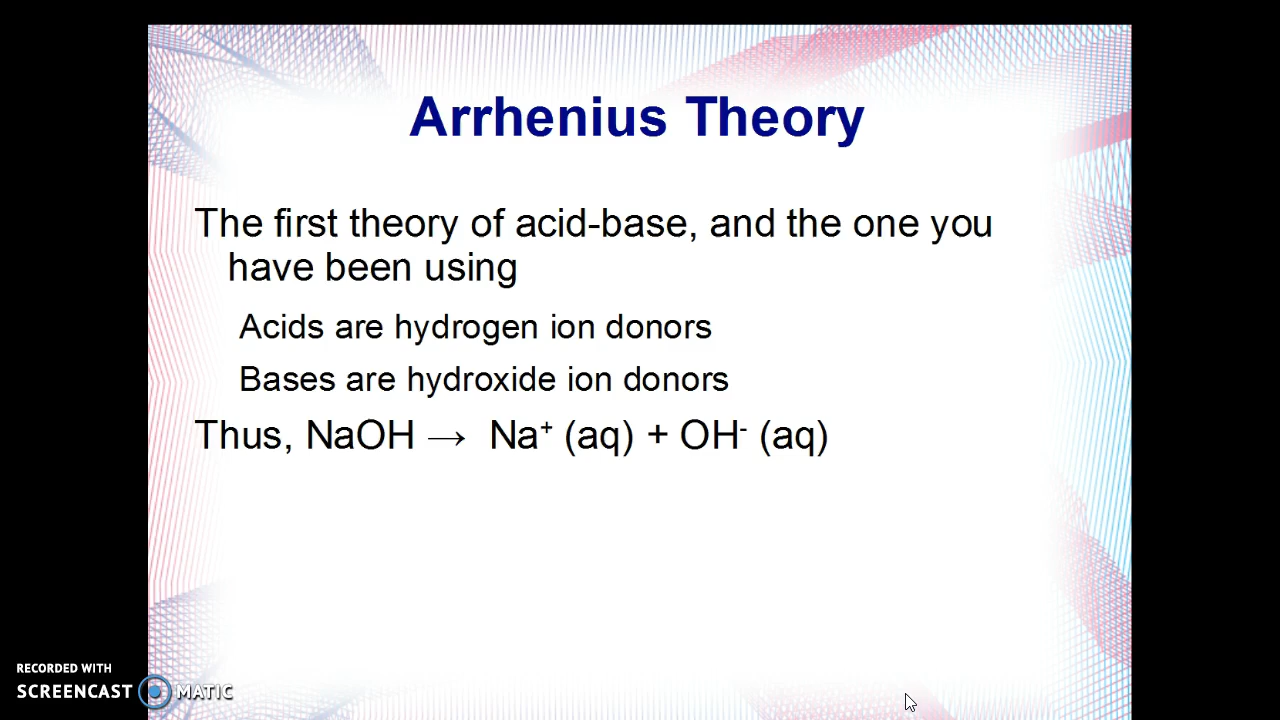 Arrhenius Theory
The first theory of acid-base, and the one you
have been using
Acids are hydrogen ion donors
Bases are hydroxide ion donors
Thus, NaOH → Na⁺ (aq) + OH⁻ (aq)
RECORDED WITH
SCREENCAST MATIC